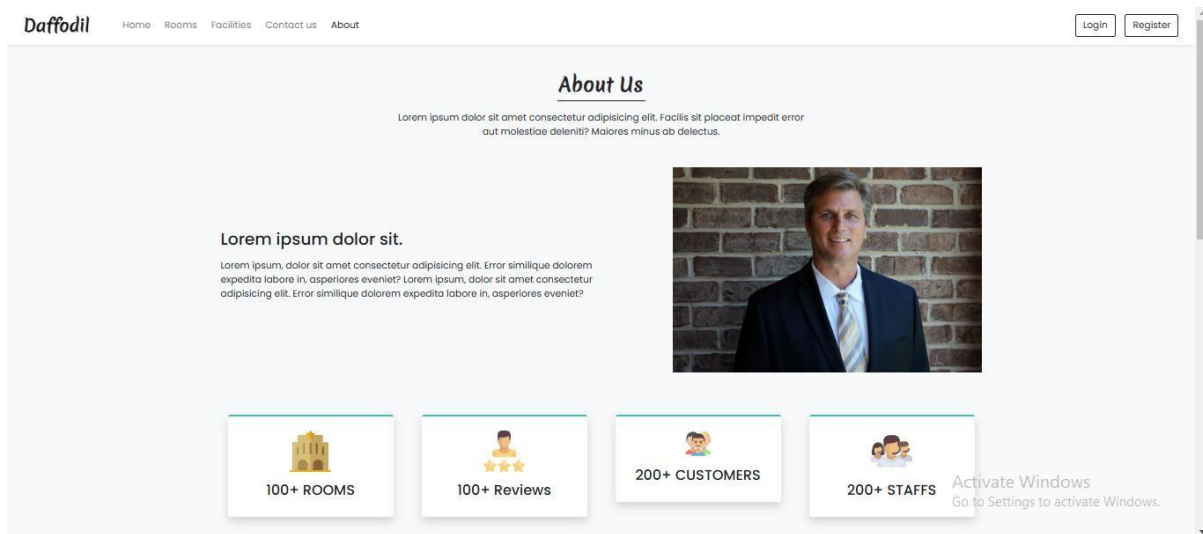 Daffodil Home Rooms Facilities Contact us About Login Register
About Us
Lorem ipsum dolor sit amet consectetur adipisicing elit. Facilis sit placeat impedit error
aut molestiae deleniti? Maiores minus ab delectus.
Lorem ipsum dolor sit.
Lorem ipsum, dolor sit amet consectetur adipisicing elit. Error similique dolorem
expedita labore in, asperiores eveniet? Lorem ipsum, dolor sit amet consectetur
adipisicing elit. Error similique dolorem expedita labore in, asperiores eveniet?
100+ ROOMS
100+ Reviews
200+ CUSTOMERS
200+ STAFFS
Activate Windows
Go to Settings to activate Windows.